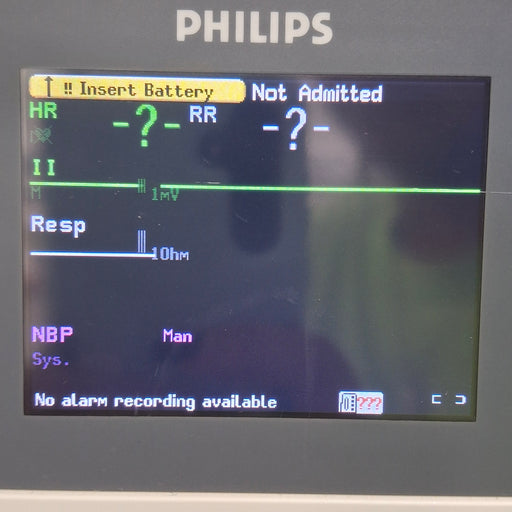 PHILIPS
!! Insert Battery Not Admitted
HR -?- RR -?-
II
M 1mV
Resp
1Ohm
NBP Man
Sys.
No alarm recording available ???